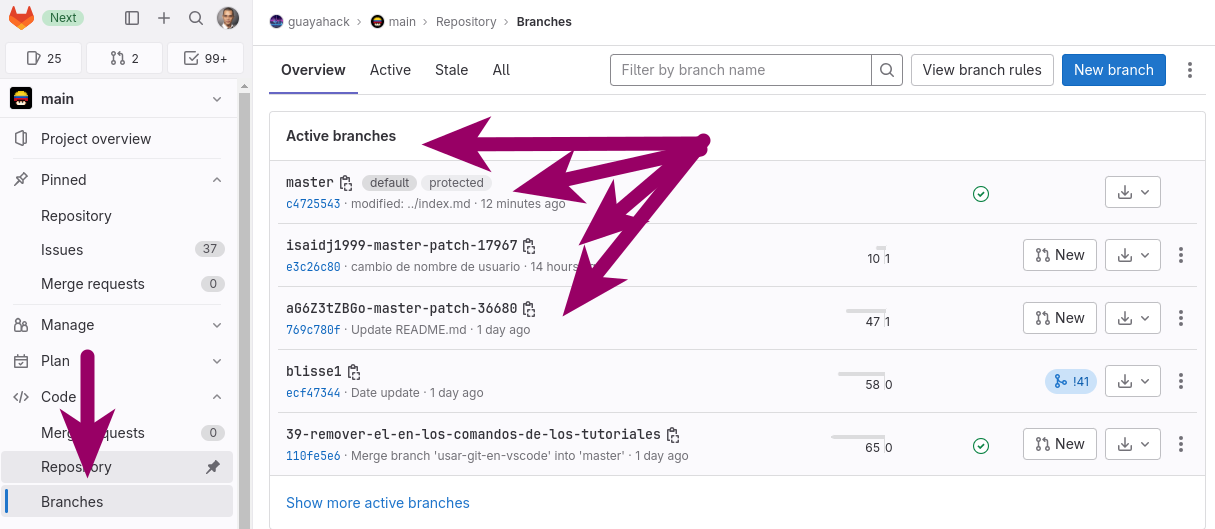 Next
25 2 99+
main
Project overview
Pinned
Repository
Issues 37
Merge requests 0
Manage
Plan
Code
Merge requests 0
Repository
Branches
guayahack › main › Repository › Branches
Overview Active Stale All Filter by branch name View branch rules New branch
Active branches
master default protected
c4725543 · modified: ../index.md · 12 minutes ago
isaidj1999-master-patch-17967
e3c26c80 · cambio de nombre de usuario · 14 hours
10 1 New
aG6Z3tZBGo-master-patch-36680
769c780f · Update README.md · 1 day ago
47 1 New
blisse1
ecf47344 · Date update · 1 day ago
58 0 !41
39-remover-el-en-los-comandos-de-los-tutoriales
110fe5e6 · Merge branch 'usar-git-en-vscode' into 'master' · 1 day ago
65 0 New
Show more active branches